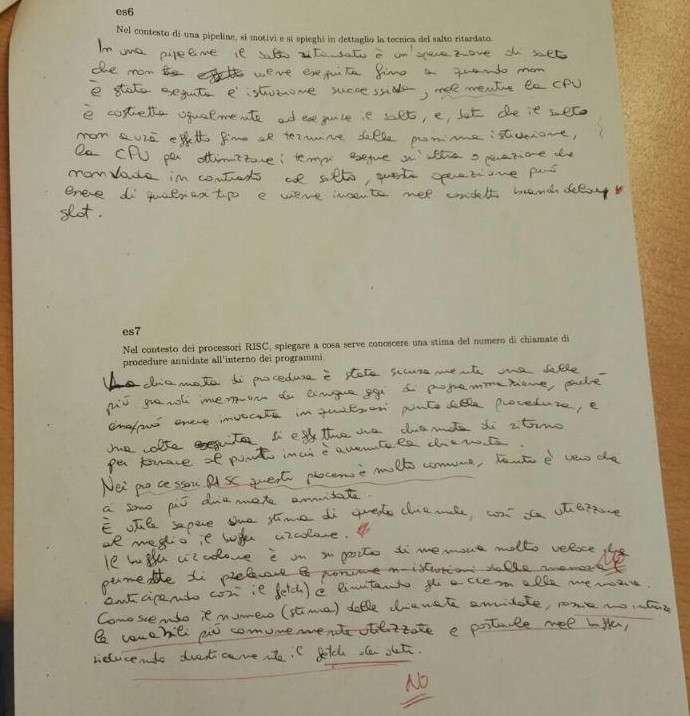 es6
Nel contesto di una pipeline, si motivi e si spieghi in dettaglio la tecnica del salto ritardato.
In una pipeline il salto ritardato è un'operazione di salto
che non viene eseguita fino a quando non
è stata eseguita l'istruzione successiva, nel mentre la CPU
è costretta ugualmente ad eseguire il salto, e, dato che il salto
non avrà effetto fino al termine della prossima istruzione,
la CPU per ottimizzare i tempi esegue un'altra operazione che
non vada in contrasto col salto, questa operazione può
essere di qualsiasi tipo e viene inserita nel cosidetto branch delay
slot.
es7
Nel contesto dei processori RISC, spiegare a cosa serve conoscere una stima del numero di chiamate di
procedure annidate all'interno dei programmi.
La chiamata di procedura è stata sicuramente una delle
più grandi invenzioni dei linguaggi di programmazione, poiché
può essere invocata in qualsiasi punto della procedura, e
una volta eseguita si effettua una chiamata di ritorno
per tornare al punto in cui è avvenuta la chiamata.
Nei processori RISC questi processi è molto comune, tanto è vero che
ci sono più chiamate annidate.
È utile sapere una stima di queste chiamate, così da utilizzare
al meglio il buffer circolare.
Il buffer circolare è un supporto di memoria molto veloce che
permette di prelevare le prossime n istruzioni dalla memoria
NO
anticipando così il fetch) e limitando gli accessi alla memoria.
Conoscendo il numero (stima) delle chiamate annidate, possiamo
le variabili più comunemente utilizzate e portarle nel buffer,
riducendo drasticamente il fetch dei dati.
NO